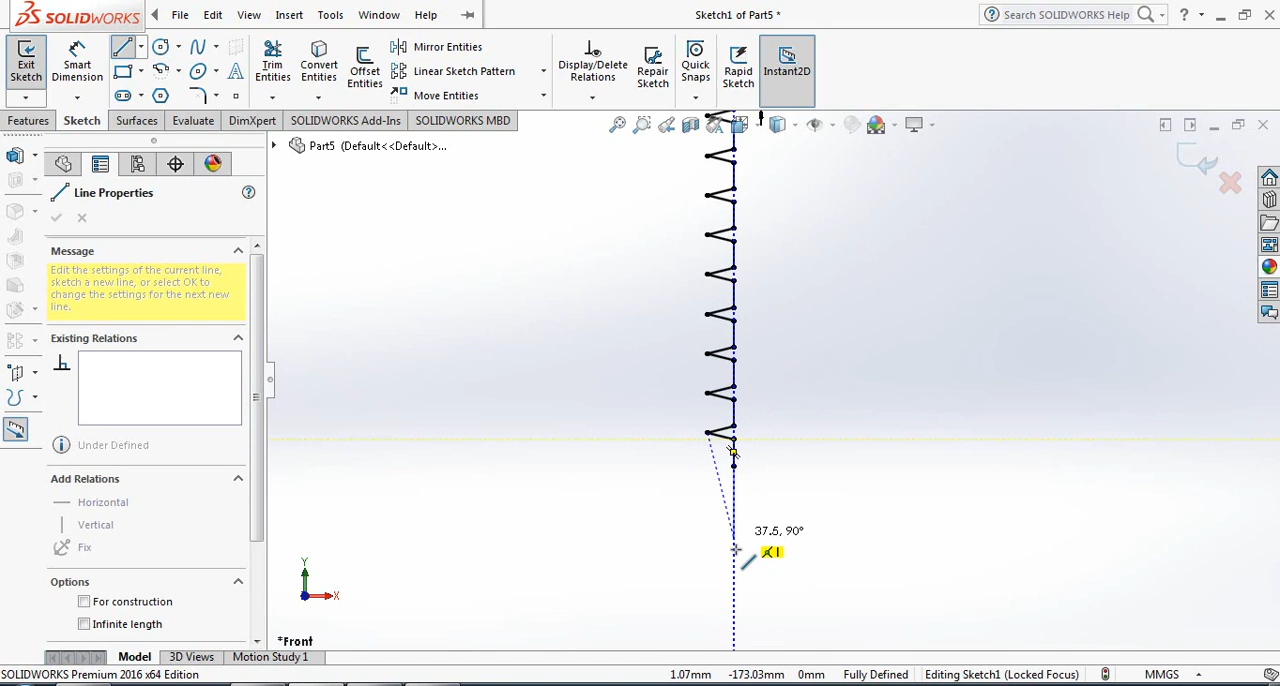 SOLIDWORKS File Edit View Insert Tools Window Help Sketch1 of Part5 * Search SOLIDWORKS Help ?
Exit Sketch
Smart Dimension
Trim Entities
Convert Entities
Offset Entities
Mirror Entities
Linear Sketch Pattern
Move Entities
Display/Delete Relations
Repair Sketch
Quick Snaps
Rapid Sketch
Instant2D
Features Sketch Surfaces Evaluate DimXpert SOLIDWORKS Add-Ins SOLIDWORKS MBD
Part5 (Default<<Default>...
Line Properties
Message
Edit the settings of the current line,
sketch a new line, or select OK to
change the settings for the next new
line.
Existing Relations
Under Defined
Add Relations
Horizontal
Vertical
Fix
Options
For construction
Infinite length
37.5, 90°
Y
X
*Front
Model 3D Views Motion Study 1
SOLIDWORKS Premium 2016 x64 Edition 1.07mm -173.03mm 0mm Fully Defined Editing Sketch1 (Locked Focus) MMGS